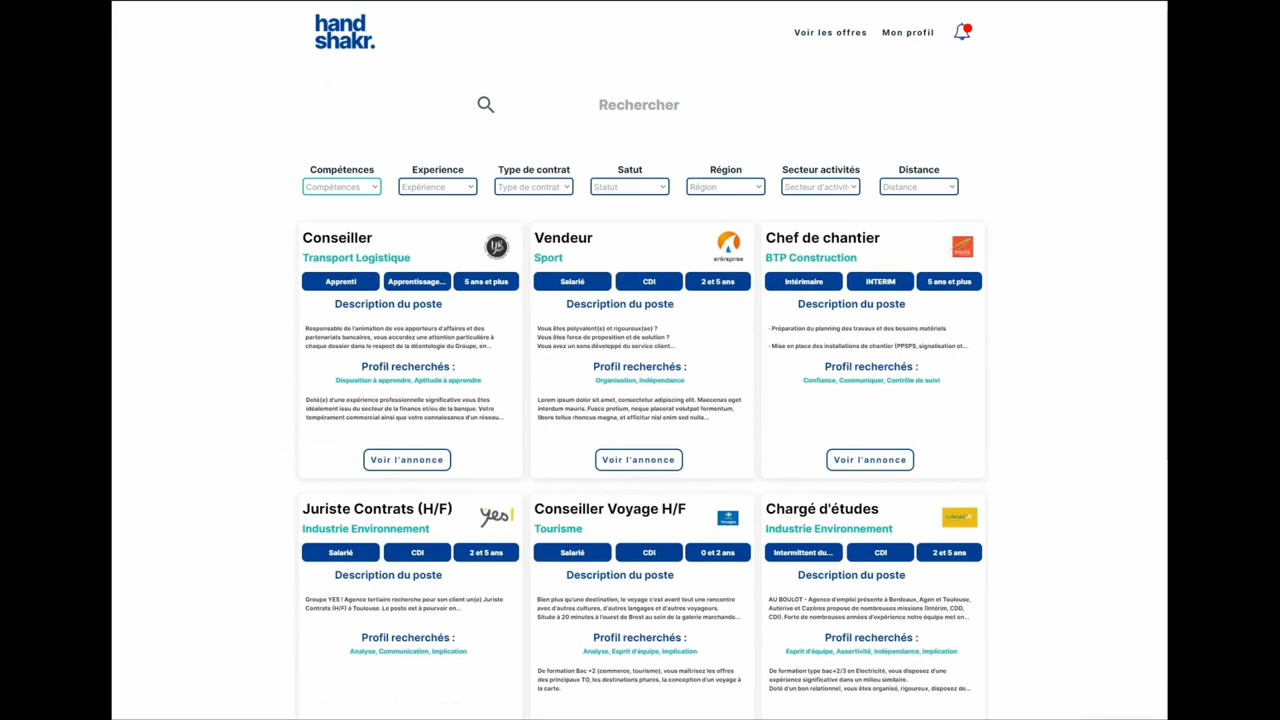 hand
shakr.
Voir les offres
Mon profil
Rechercher
Compétences
Experience
Type de contrat
Satut
Région
Secteur activités
Distance
Compétences
Expérience
Type de contrat
Statut
Région
Secteur d'activit
Distance
Conseiller
Transport Logistique
Apprenti
Apprentissage...
5 ans et plus
Description du poste
Responsable de l'animation de vos apporteurs d'affaires et des
partenariats bancaires, vous accordez une attention particulière à
chaque dossier dans le respect de la déontologie du Groupe, en...
Profil recherchés :
Disposition à apprendre, Aptitude à apprendre
Doté(e) d'une expérience professionnelle significative vous êtes
idéalement issu du secteur de la finance et/ou de la banque. Votre
tempérament commercial ainsi que votre connaissance d'un réseau...
Voir l'annonce
Vendeur
Sport
entreprise
Salarié
CDI
2 et 5 ans
Description du poste
Vous êtes polyvalent(e) et rigoureux(se) ?
Vous êtes force de proposition et de solution ?
Vous avez un sens développé du service client...
Profil recherchés :
Organisation, Indépendance
Lorem ipsum dolor sit amet, consectetur adipiscing elit. Maecenas eget
interdum mauris. Fusce pretium, neque placerat volutpat fermentum,
libero tellus rhoncus magna, et efficitur nisl enim sed nulla...
Voir l'annonce
Chef de chantier
BTP Construction
Intérimaire
INTERIM
5 ans et plus
Description du poste
- Préparation du planning des travaux et des besoins matériels
- Mise en place des installations de chantier (PPSPS, signalisation et...
Profil recherchés :
Confiance, Communiquer, Contrôle de suivi
Voir l'annonce
Juriste Contrats (H/F)
yes!
Industrie Environnement
Salarié
CDI
2 et 5 ans
Description du poste
Groupe YES ! Agence tertiaire recherche pour son client un(e) Juriste
Contrats (H/F) à Toulouse. Le poste est à pourvoir en...
Profil recherchés :
Analyse, Communication, Implication
Conseiller Voyage H/F
Tourisme
Voyages
Salarié
CDI
0 et 2 ans
Description du poste
Bien plus qu'une destination, le voyage c'est avant tout une rencontre
avec d'autres cultures, d'autres langages et d'autres voyageurs.
Située à 20 minutes à l'ouest de Brest au sein de la galerie marchande...
Profil recherchés :
Analyse, Esprit d'équipe, Implication
De formation Bac +2 (commerce, tourisme), vous maîtrisez les offres
des principaux TO, les destinations phares, la conception d'un voyage à
la carte.
Chargé d'études
Industrie Environnement
Intermittent du...
CDI
2 et 5 ans
Description du poste
AU BOULOT - Agence d'emploi présente à Bordeaux, Agen et Toulouse,
Auterive et Cazères propose de nombreuses missions (Intérim, CDD,
CDI). Forte de nombreuses années d'expérience notre équipe met en...
Profil recherchés :
Esprit d'équipe, Assertivité, Indépendance, Implication
De formation type bac+2/3 en Electricité, vous disposez d'une
expérience significative dans un milieu similaire.
Doté d'un bon relationnel, vous êtes organisé, rigoureux, disposez de...